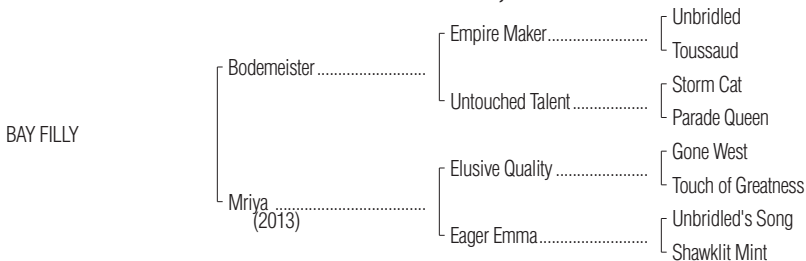 Unbridled
Empire Maker
Toussaud
Bodemeister
Storm Cat
Untouched Talent
Parade Queen
BAY FILLY
Gone West
Elusive Quality
Touch of Greatness
Mriya
(2013)
Unbridled's Song
Eager Emma
Shawklit Mint